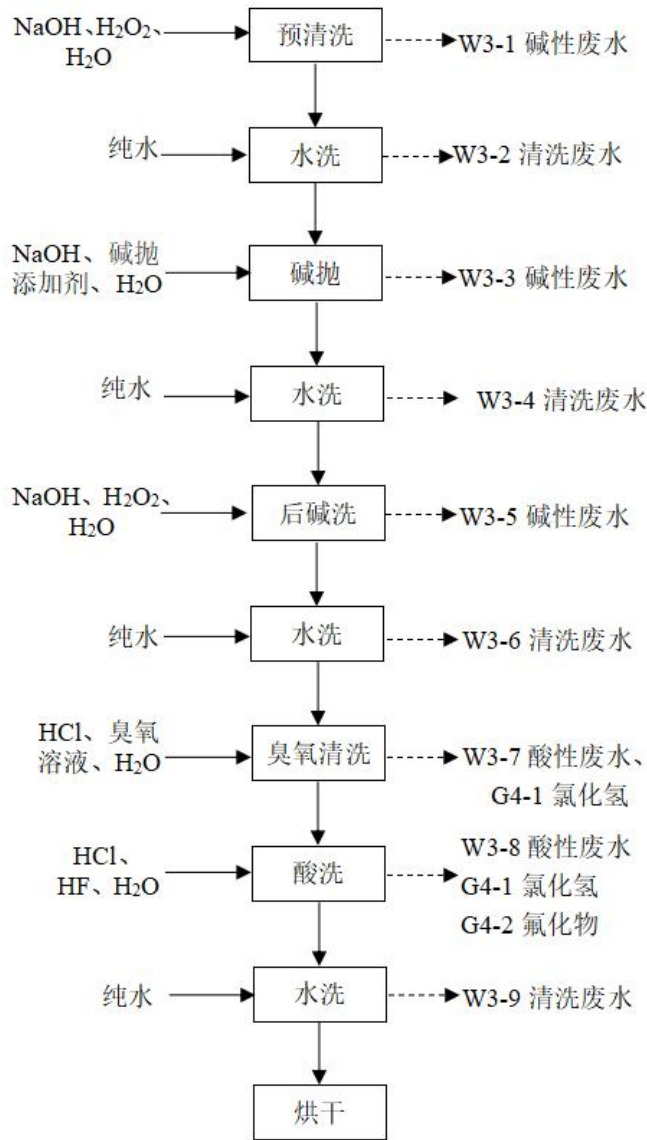 NaOH、H2O2、
H2O
预清洗
W3-1 碱性废水
纯水
水洗
W3-2 清洗废水
NaOH、碱抛
添加剂、H2O
碱抛
W3-3 碱性废水
纯水
水洗
W3-4 清洗废水
NaOH、H2O2、
H2O
后碱洗
W3-5 碱性废水
纯水
水洗
W3-6 清洗废水
HCl、臭氧
溶液、H2O
臭氧清洗
W3-7 酸性废水、
G4-1 氯化氢
HCl、
HF、H2O
酸洗
W3-8 酸性废水
G4-1 氯化氢
G4-2 氟化物
纯水
水洗
W3-9 清洗废水
烘干